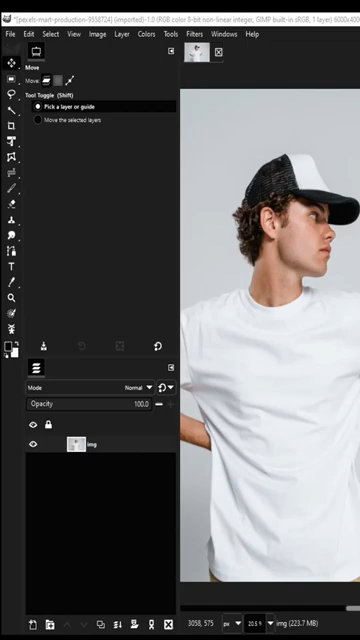 *[pexels-mart-production-9558724] (imported)-1.0 (RGB color 8-bit non-linear integer, GIMP built-in sRGB, 1 layer) 6000x40
File Edit Select View Image Layer Colors Tools Filters Windows Help
Move
Move:
Tool Toggle (Shift)
Pick a layer or guide
Move the selected layers
Mode Normal
Opacity 100.0
img
3058, 575 px 20.5 img (223.7 MB)